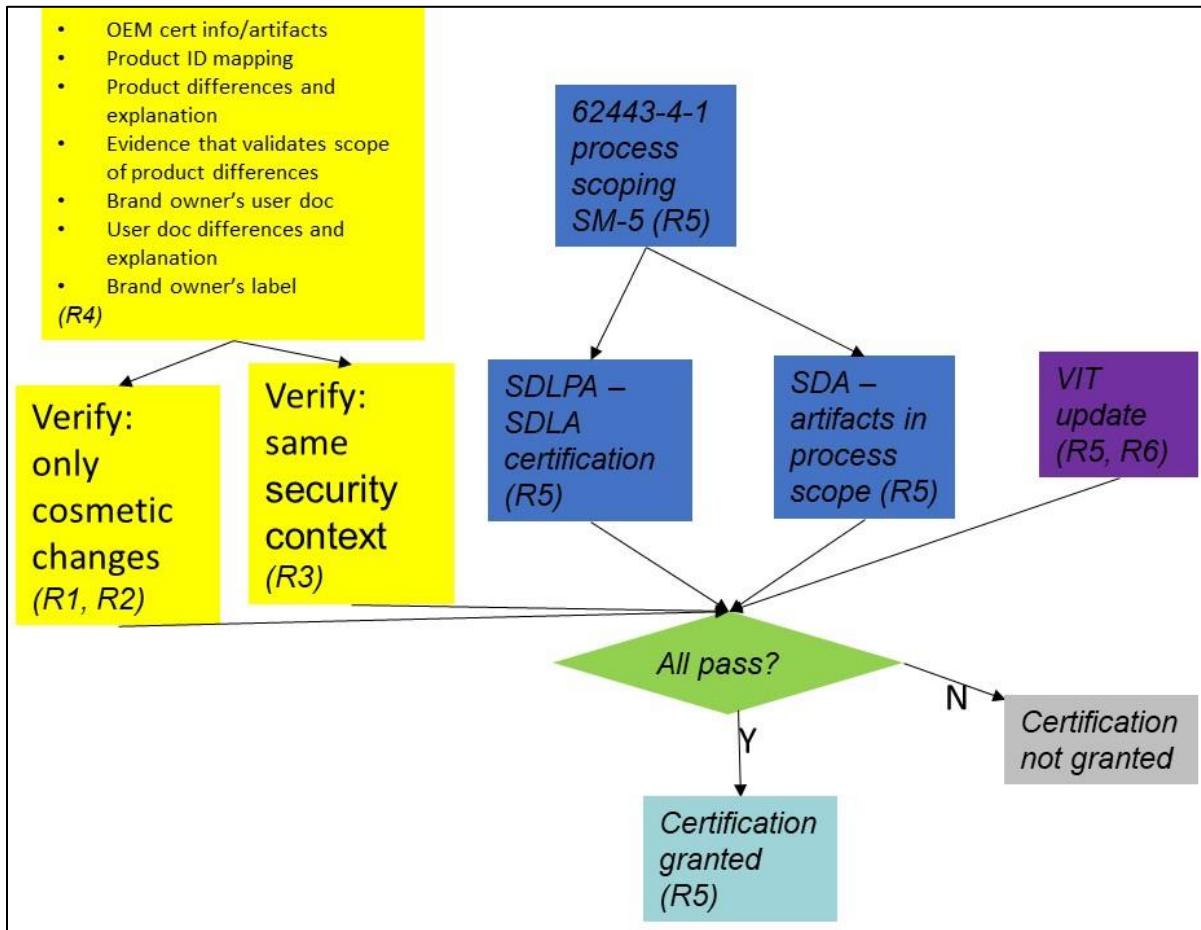 • OEM cert info/artifacts
• Product ID mapping
• Product differences and
explanation
• Evidence that validates scope
of product differences
• Brand owner's user doc
• User doc differences and
explanation
• Brand owner's label
(R4)
62443-4-1
process
scoping
SM-5 (R5)
Verify:
only
cosmetic
changes
(R1, R2)
Verify:
same
security
context
(R3)
SDLPA –
SDLA
certification
(R5)
SDA –
artifacts in
process
scope (R5)
VIT
update
(R5, R6)
All pass?
N
Y
Certification
not granted
Certification
granted
(R5)